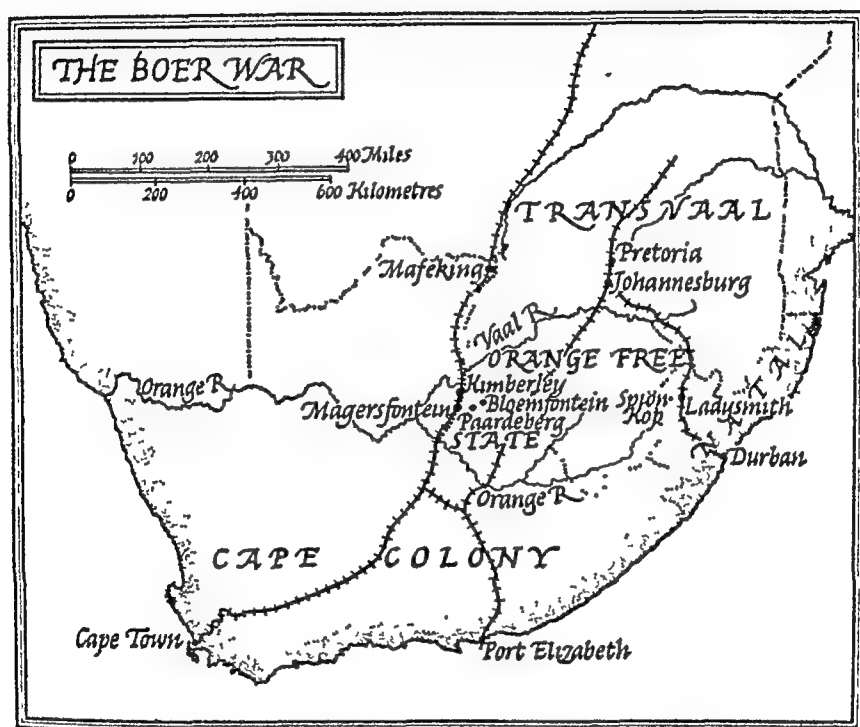 THE BOER WAR
0 100 200 300 400 Miles
0 200 400 600 Kilometres
TRANSVAAL
Pretoria
Mafeking
Johannesburg
Vaal R
ORANGE FREE
Orange R
Kimberley
Magersfontein
Bloemfontein
Spion
Kop
Ladysmith
Paardeberg
STATE
NATAL
Durban
Orange R
CAPE COLONY
Cape Town
Port Elizabeth